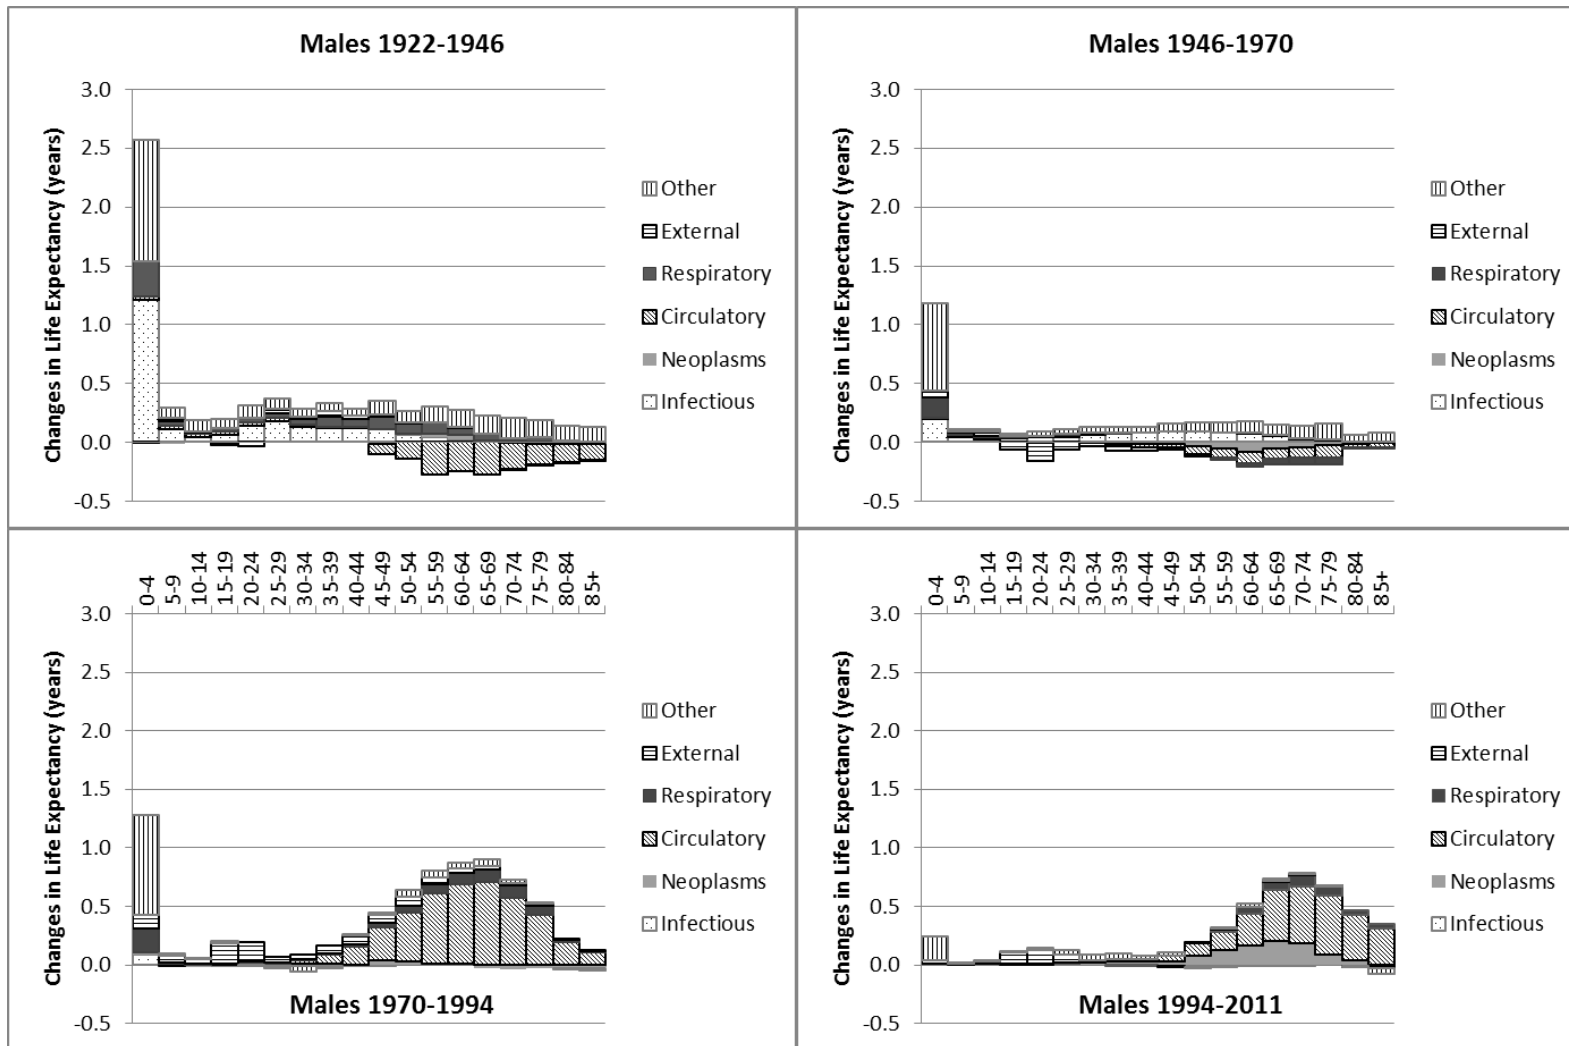 Males 1922-1946
Changes in Life Expectancy (years)
3.0
2.5
2.0
1.5
1.0
0.5
0.0
-0.5
Other
External
Respiratory
Circulatory
Neoplasms
Infectious
Males 1946-1970
Changes in Life Expectancy (years)
3.0
2.5
2.0
1.5
1.0
0.5
0.0
-0.5
Other
External
Respiratory
Circulatory
Neoplasms
Infectious
0-4
5-9
10-14
15-19
20-24
25-29
30-34
35-39
40-44
45-49
50-54
55-59
60-64
65-69
70-74
75-79
80-84
85+
Changes in Life Expectancy (years)
3.0
2.5
2.0
1.5
1.0
0.5
0.0
-0.5
Other
External
Respiratory
Circulatory
Neoplasms
Infectious
Males 1970-1994
0-4
5-9
10-14
15-19
20-24
25-29
30-34
35-39
40-44
45-49
50-54
55-59
60-64
65-69
70-74
75-79
80-84
85+
Changes in Life Expectancy (years)
3.0
2.5
2.0
1.5
1.0
0.5
0.0
-0.5
Other
External
Respiratory
Circulatory
Neoplasms
Infectious
Males 1994-2011